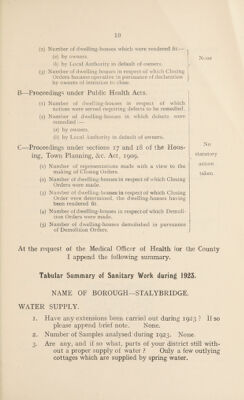 10
(2) Number of dwelling-houses which were rendered fit:—
(a) by owners.
(b) by Local Authority in default of owners.
None
(3) Number of dwelling-houses in respect of which Closing
Orders became operative in pursuance of declaration
by owners of intention to close.
B—Proceedings under Public Health Acts.
(1) Number of dwelling-houses in respect of which
notices were served requiring defects to be remedied.
(2) Number of dwelling-houses in which defects were
remedied:—
(a) by owners.
(b) by Local Authority in default of owners.
C—Proceedings under sections 17 and 18 of the Hous-
ing, Town Planning, &c. Act, 1909.
No
statutory
action
taken
(1) Number of representations made with a view to the
making of Closing Orders.
(2) Number of dwelling-houses in respect of which Closing
Orders were made.
(3) Number of dwelling-houses in respect of which Closing
Order were determined, the dwelling-houses having
been rendered fit.
(4) Number of dwelling-houses in respect of which Demoli-
tion Orders were made.
(5) Number of dwelling-houses demolished in pursuance
of Demolition Orders.
At the request of the Medical Officer of Health for the County
I append the following summary.
Tabular Summary of Sanitary Work during 1923.
NAME OF BOROUGH—STALYBRIDGE.
WATER SUPPLY.
1. Have any extensions been carried out during 1923? If so
please append brief note. None.
2. Number of Samples analysed during 1923. None.
3. Are any, and if so what, parts of your district still with-
out a proper supply of water? Only a few outlying
cottages which are supplied by spring water.